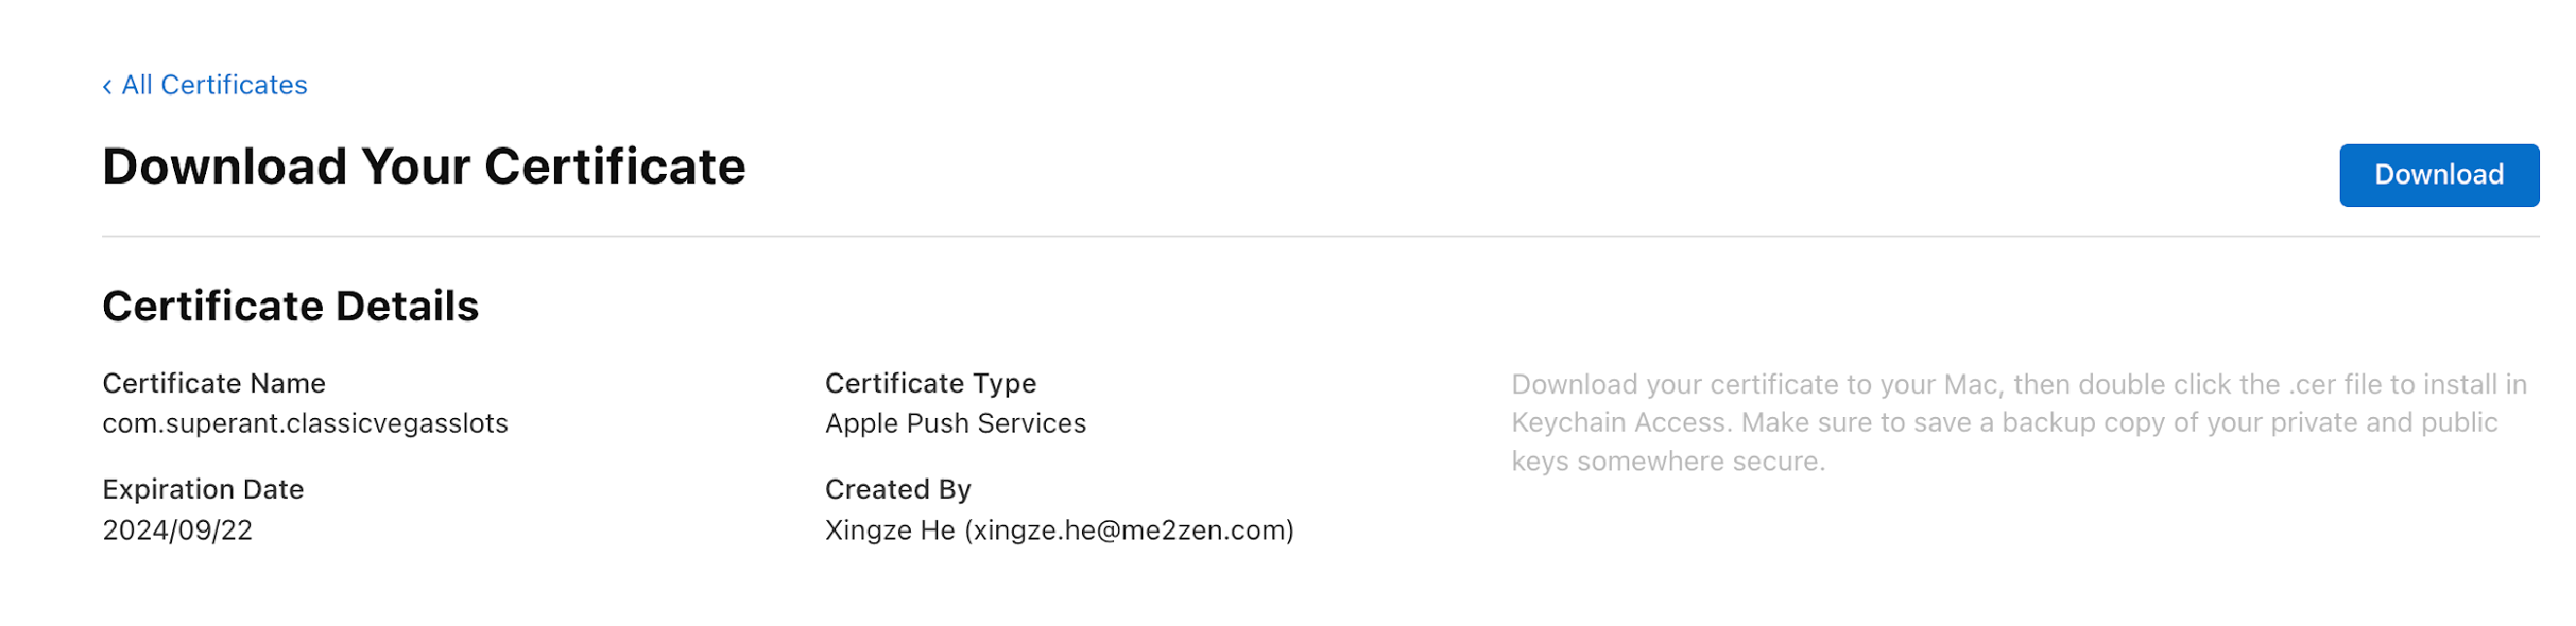 ‹ All Certificates
Download Your Certificate
Download
Certificate Details
Certificate Name
com.superant.classicvegasslots
Certificate Type
Apple Push Services
Download your certificate to your Mac, then double click the .cer file to install in
Keychain Access. Make sure to save a backup copy of your private and public
keys somewhere secure.
Expiration Date
2024/09/22
Created By
Xingze He (xingze.he@me2zen.com)